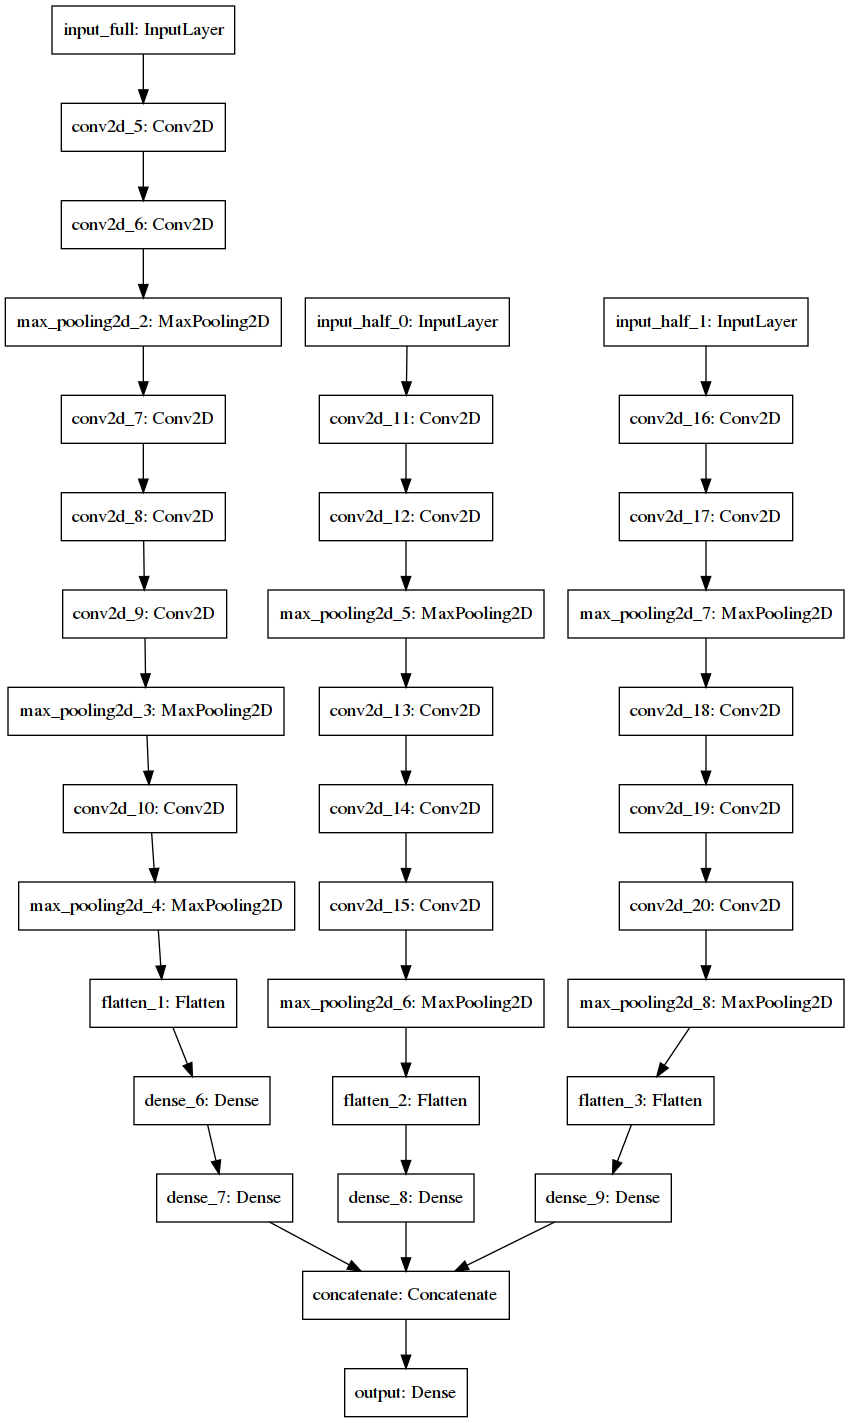 input_full: InputLayer
conv2d_5: Conv2D
conv2d_6: Conv2D
max_pooling2d_2: MaxPooling2D
conv2d_7: Conv2D
conv2d_8: Conv2D
conv2d_9: Conv2D
max_pooling2d_3: MaxPooling2D
conv2d_10: Conv2D
max_pooling2d_4: MaxPooling2D
flatten_1: Flatten
dense_6: Dense
dense_7: Dense
input_half_0: InputLayer
conv2d_11: Conv2D
conv2d_12: Conv2D
max_pooling2d_5: MaxPooling2D
conv2d_13: Conv2D
conv2d_14: Conv2D
conv2d_15: Conv2D
max_pooling2d_6: MaxPooling2D
flatten_2: Flatten
dense_8: Dense
input_half_1: InputLayer
conv2d_16: Conv2D
conv2d_17: Conv2D
max_pooling2d_7: MaxPooling2D
conv2d_18: Conv2D
conv2d_19: Conv2D
conv2d_20: Conv2D
max_pooling2d_8: MaxPooling2D
flatten_3: Flatten
dense_9: Dense
concatenate: Concatenate
output: Dense